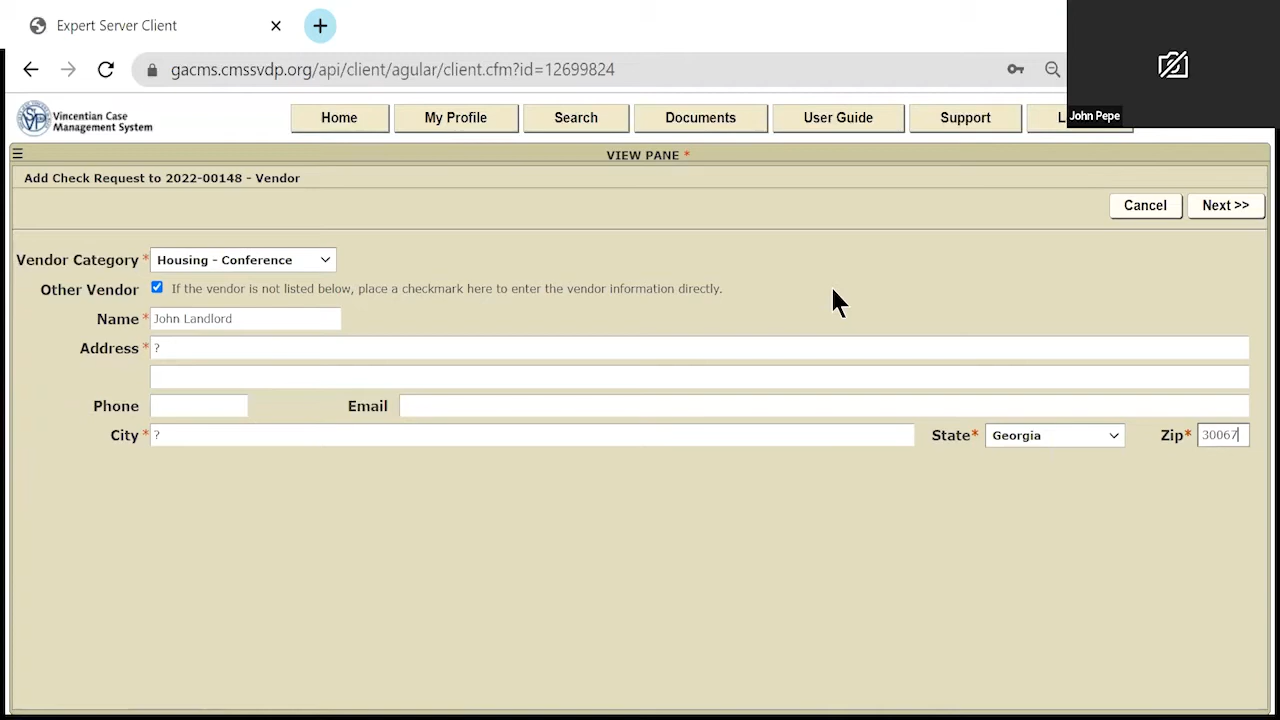 Expert Server Client
gacms.cmssvdp.org/api/client/agular/client.cfm?id=12699824
John Pepe
Vincentian Case
Management System
Home
My Profile
Search
Documents
User Guide
Support
L
VIEW PANE *
Add Check Request to 2022-00148 - Vendor
Cancel
Next >>
Vendor Category * Housing - Conference
Other Vendor If the vendor is not listed below, place a checkmark here to enter the vendor information directly.
Name * John Landlord
Address * ?
Phone Email
City * ? State * Georgia Zip * 30067